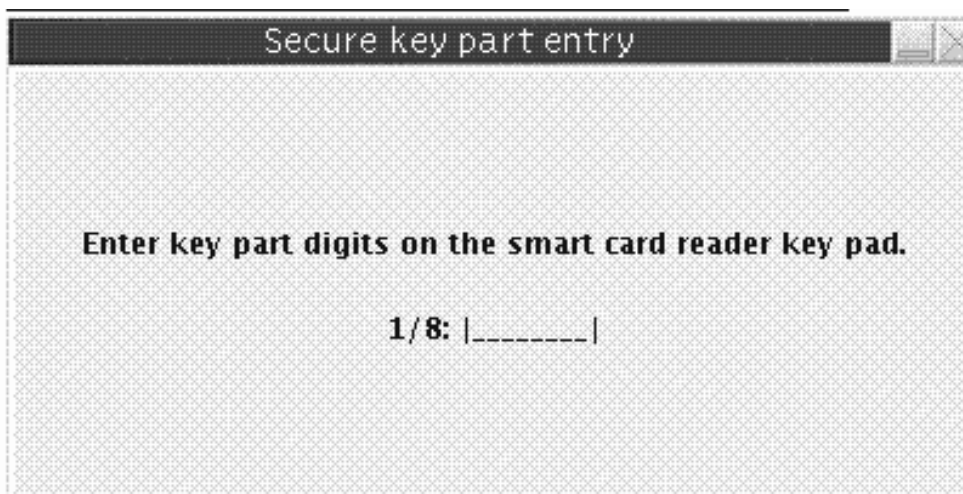 Secure key part entry
Enter key part digits on the smart card reader key pad.
1/8: |________|